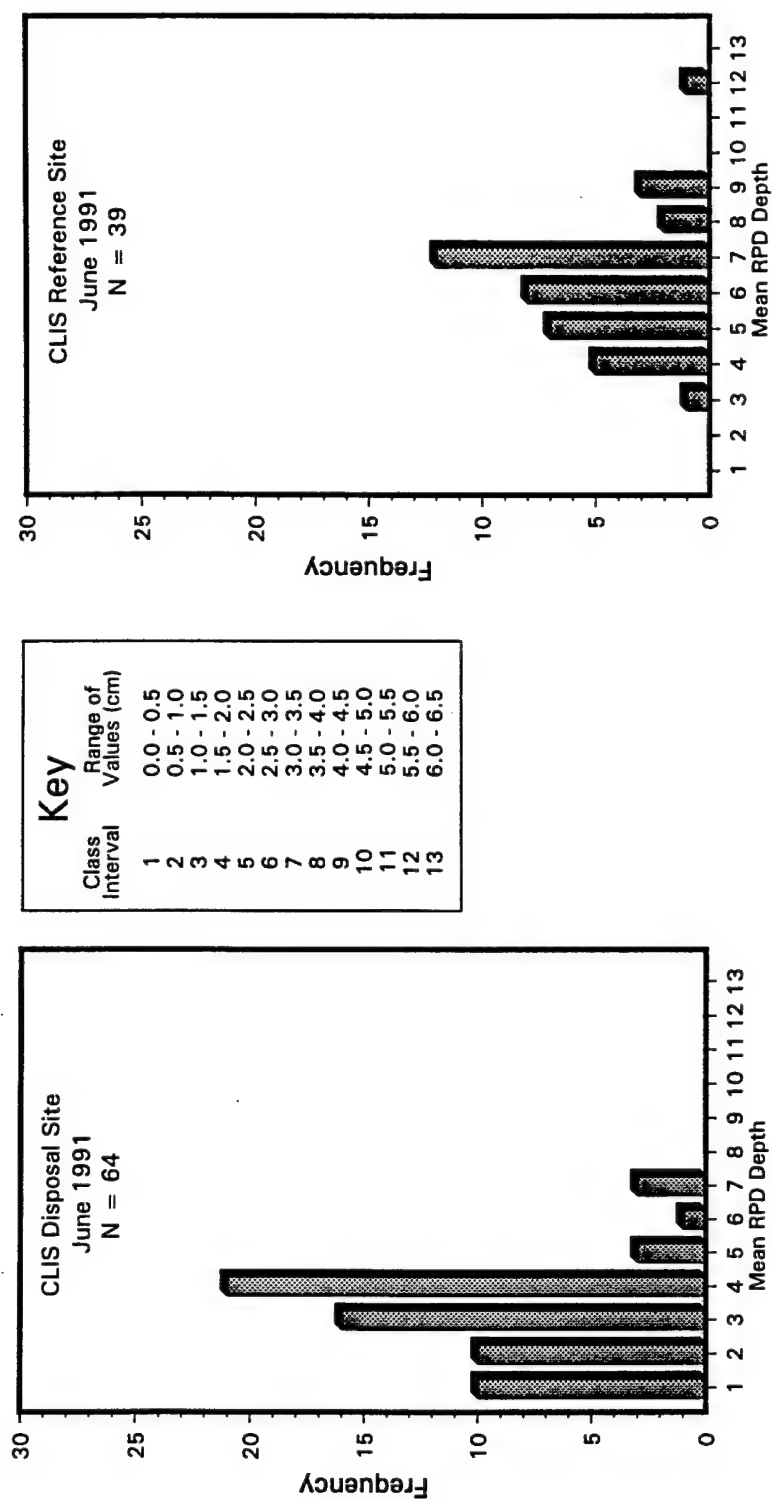 CLIS Disposal Site
June 1991
N = 64
Frequency
30
25
20
15
10
5
0
1 2 3 4 5 6 7 8 9 10 11 12 13
Mean RPD Depth
Key
Class Interval Range of Values (cm)
1 0.0 - 0.5
2 0.5 - 1.0
3 1.0 - 1.5
4 1.5 - 2.0
5 2.0 - 2.5
6 2.5 - 3.0
7 3.0 - 3.5
8 3.5 - 4.0
9 4.0 - 4.5
10 4.5 - 5.0
11 5.0 - 5.5
12 5.5 - 6.0
13 6.0 - 6.5
CLIS Reference Site
June 1991
N = 39
Frequency
30
25
20
15
10
5
0
1 2 3 4 5 6 7 8 9 10 11 12 13
Mean RPD Depth